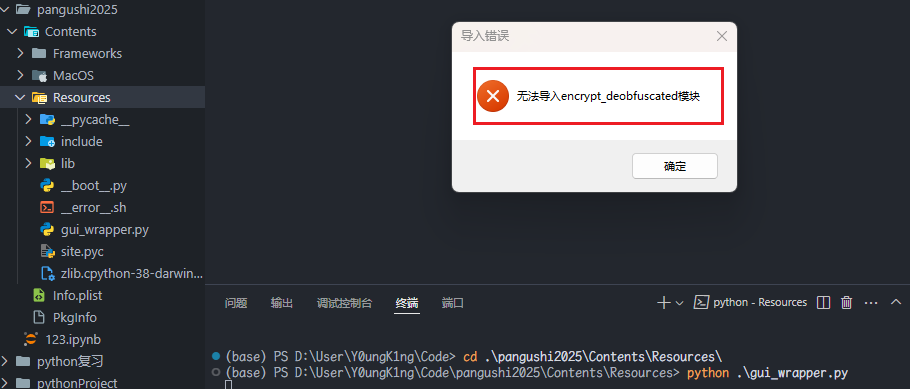 pangushi2025
Contents
Frameworks
MacOS
Resources
__pycache__
include
lib
__boot__.py
__error__.sh
gui_wrapper.py
site.pyc
zlib.cpython-38-darwin...
Info.plist
PkgInfo
123.ipynb
python复习
pythonProject
导入错误
无法导入encrypt_deobfuscated模块
确定
问题 输出 调试控制台 终端 端口
python - Resources
(base) PS D:\User\Y0ungK1ng\Code> cd .\pangushi2025\Contents\Resources\
(base) PS D:\User\Y0ungK1ng\Code\pangushi2025\Contents\Resources> python .\gui_wrapper.py